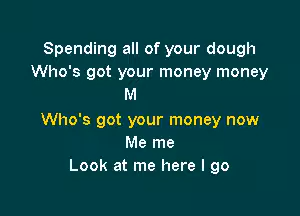 Spending all of your dough
Who's got your money money
M
Who's got your money now
Me me
Look at me here I go